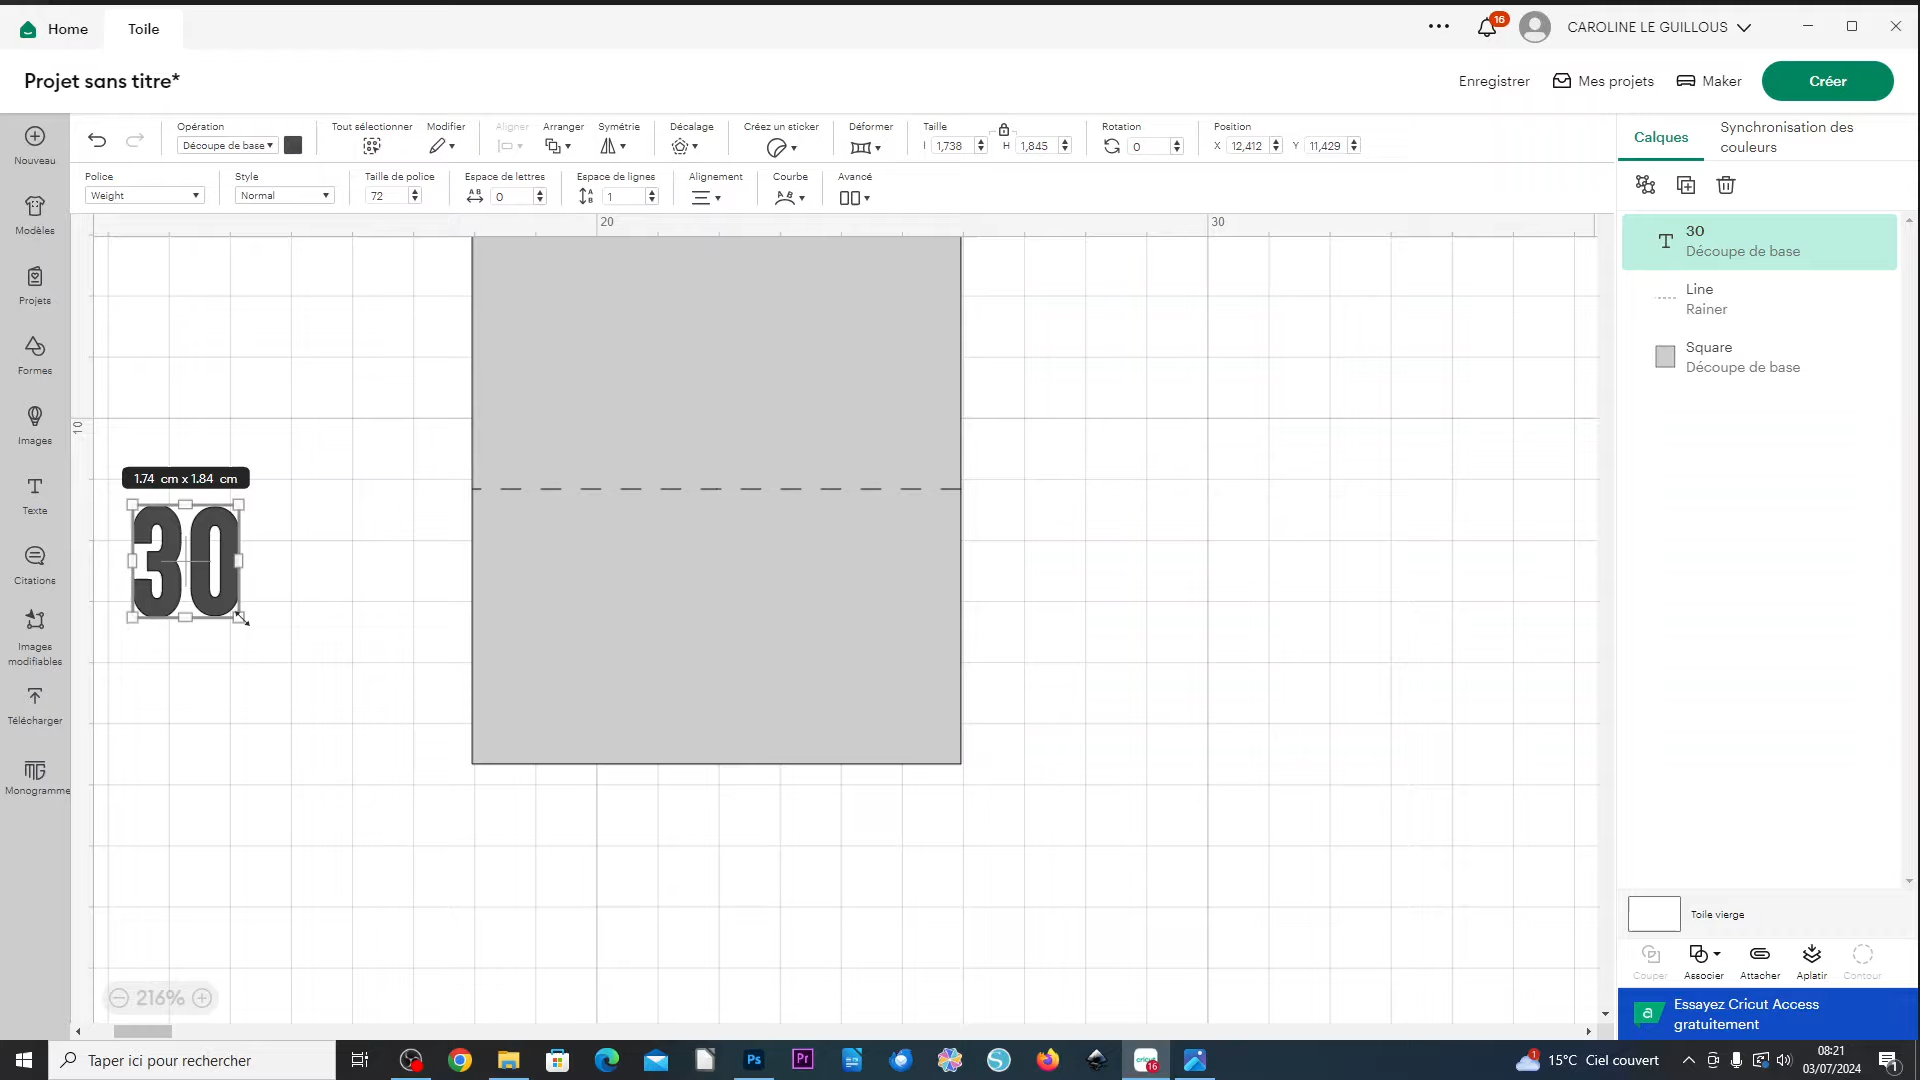 Home
Toile
16
CAROLINE LE GUILLOUS
Projet sans titre*
Enregistrer
Mes projets
Maker
Créer
Opération
Découpe de base
Tout sélectionner
Modifier
Aligner
Arranger
Symétrie
Décalage
Créez un sticker
Déformer
Taille
l 1,738
H 1,845
Rotation
0
Position
X 12,412
Y 11,429
Police
Weight
Style
Normal
Taille de police
72
Espace de lettres
0
Espace de lignes
1
Alignement
Courbe
Avancé
Nouveau
Modèles
Projets
Formes
Images
Texte
Citations
Images
modifiables
Télécharger
Monogramme
20
30
10
1.74 cm x 1.84 cm
30
216%
Calques
Synchronisation des
couleurs
30
Découpe de base
Line
Rainer
Square
Découpe de base
Toile vierge
Couper
Associer
Attacher
Aplatir
Contour
Essayez Cricut Access
gratuitement
Taper ici pour rechercher
Ps
Pr
cricut
16
1
15°C Ciel couvert
08:21
03/07/2024
1